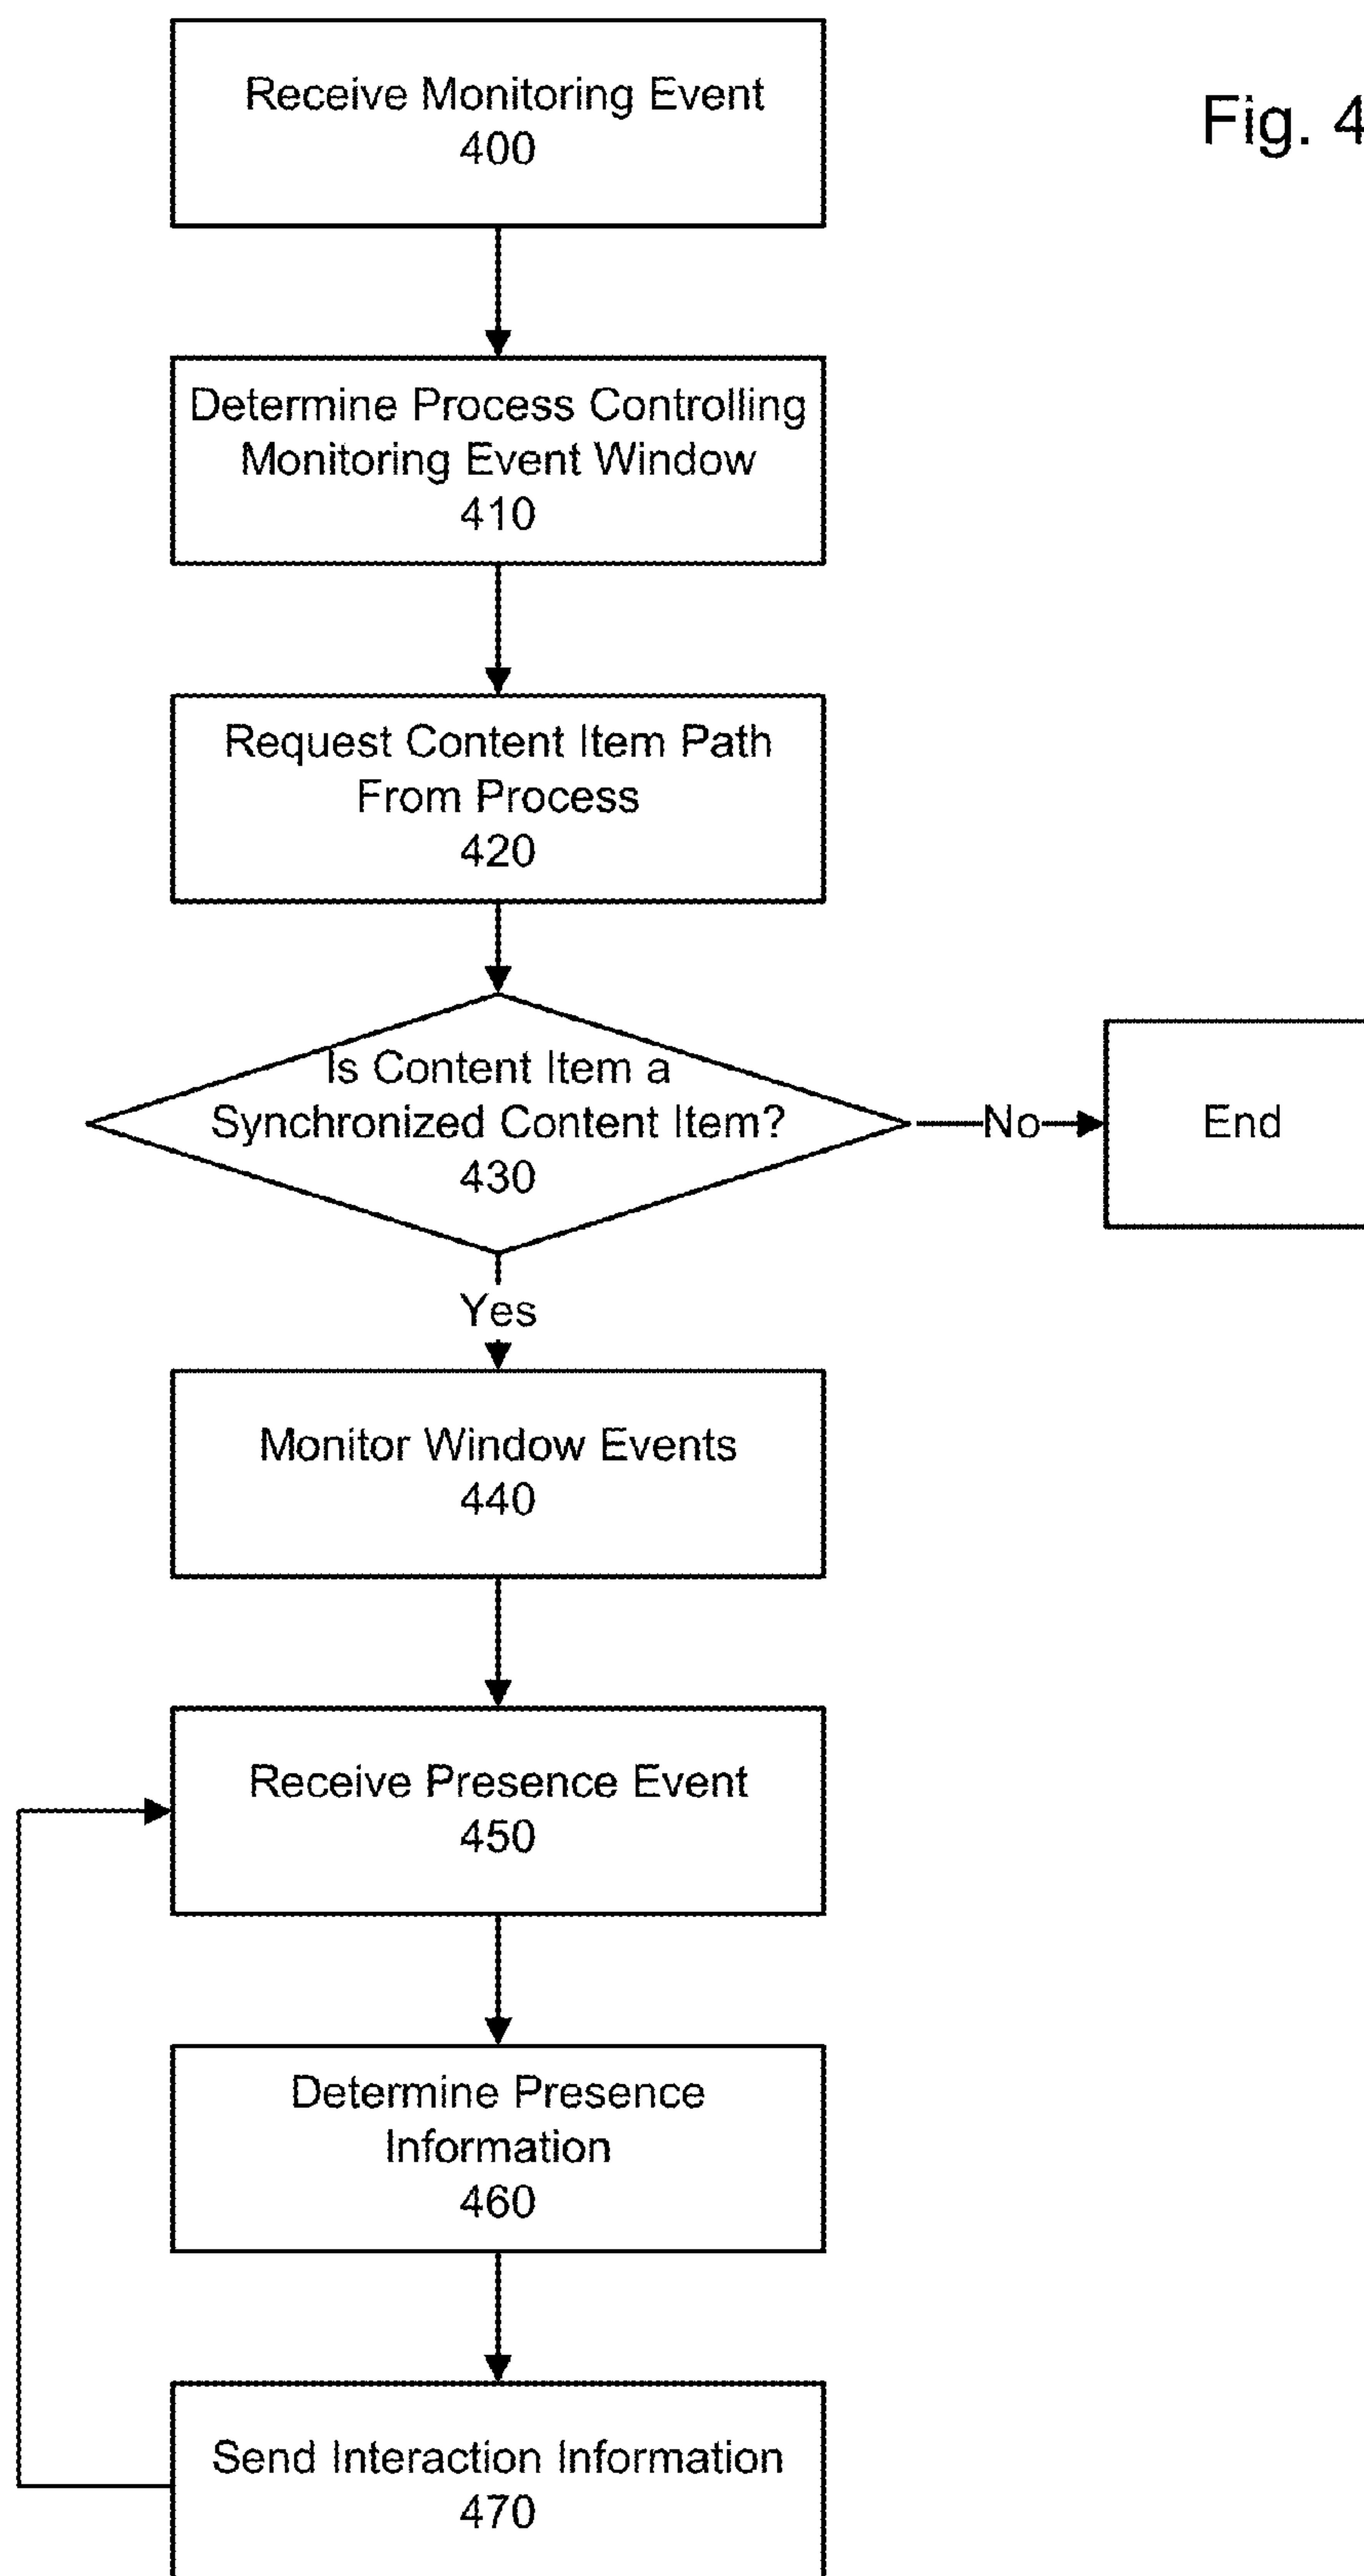 Receive Monitoring Event
400
Fig. 4
Determine Process Controlling
Monitoring Event Window
410
Request Content Item Path
From Process
420
Is Content Item a
Synchronized Content Item?
430
No
End
Yes
Monitor Window Events
440
Receive Presence Event
450
Determine Presence
Information
460
Send Interaction Information
470